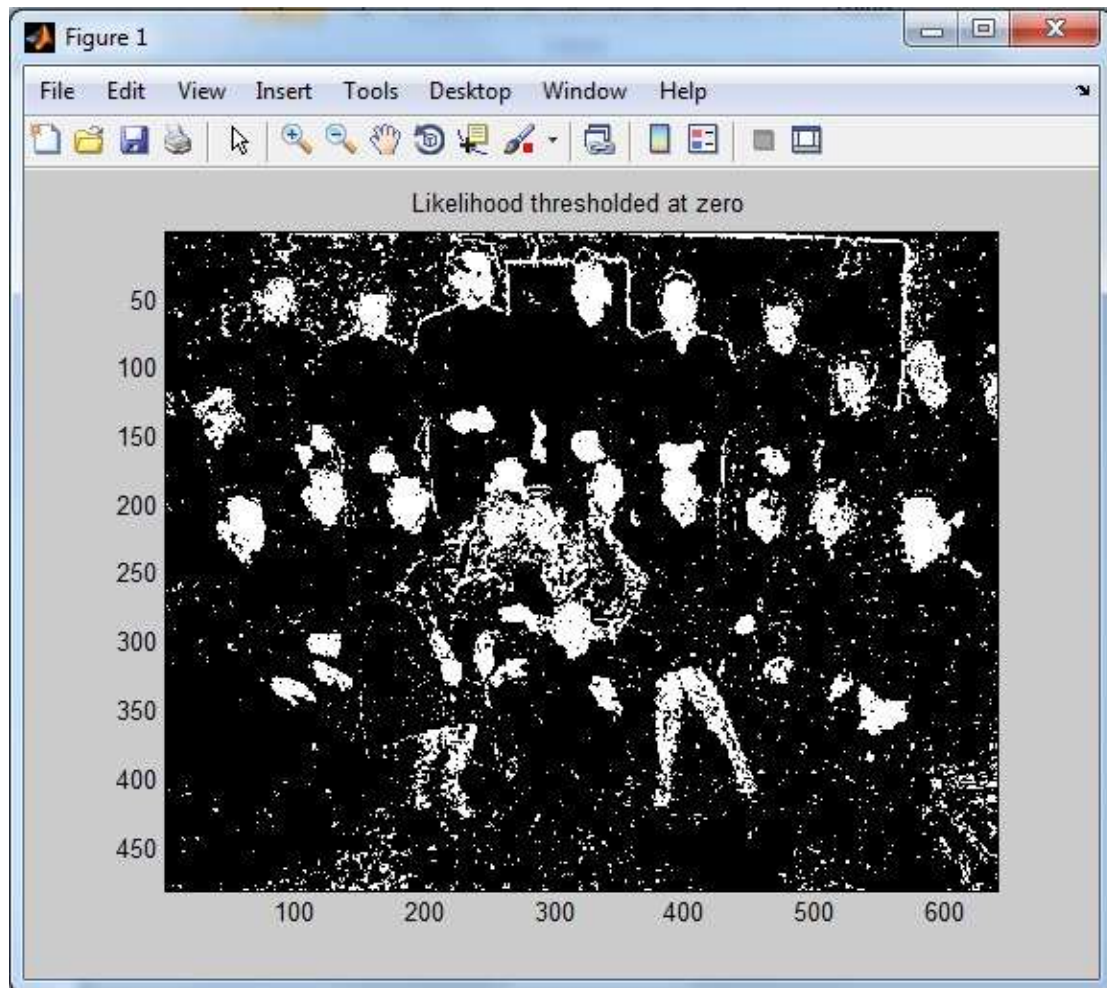 Figure 1
File Edit View Insert Tools Desktop Window Help
Likelihood thresholded at zero
50
100
150
200
250
300
350
400
450
100 200 300 400 500 600